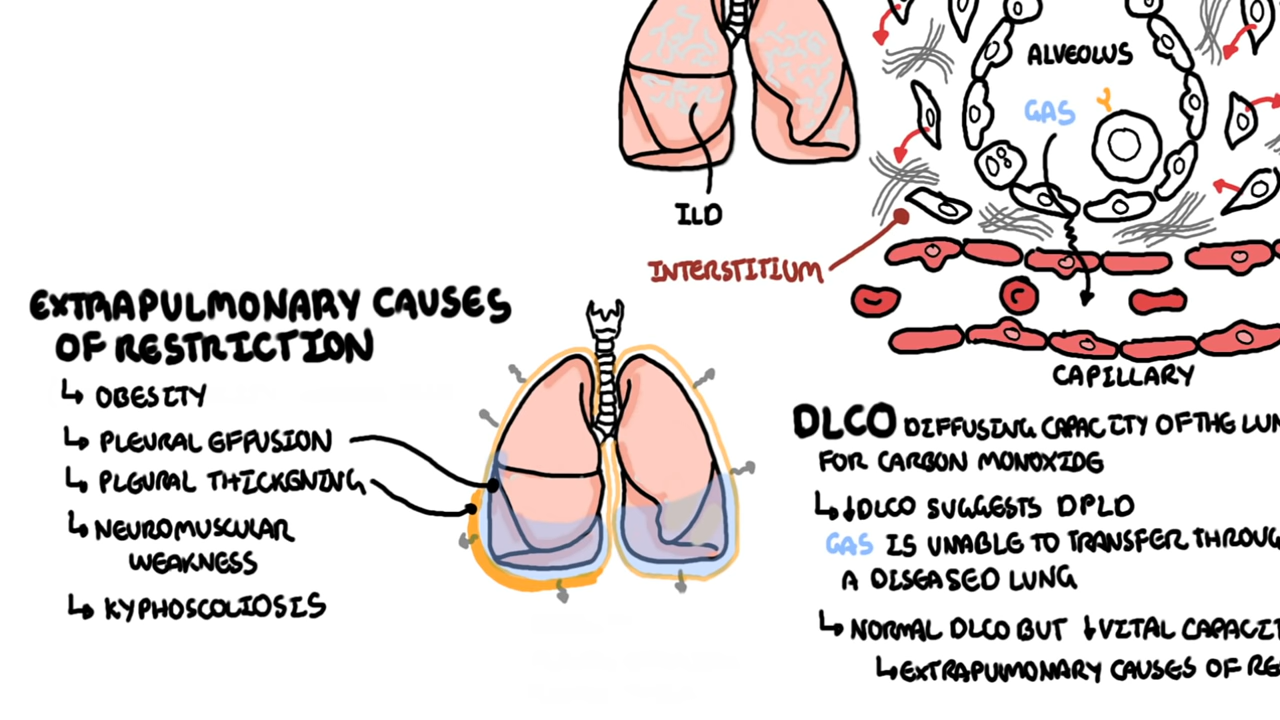 ALVEOLUS
GAS
ILD
INTERSTITIUM
CAPILLARY
EXTRAPULMONARY CAUSES
OF RESTRICTION
↳ OBESITY
↳ PLEURAL EFFUSION
↳ PLEURAL THICKENING
↳ NEUROMUSCULAR
WEAKNESS
↳ KYPHOSCOLIOSIS
DLCO DIFFUSING CAPACITY OF THE LUN
FOR CARBON MONOXIDE
↳ ↓DLCO SUGGESTS DPLD
GAS IS UNABLE TO TRANSFER THROUG
A DISEASED LUNG
↳ NORMAL DLCO BUT ↓VITAL CAPACIT
↳ EXTRAPULMONARY CAUSES OF RE